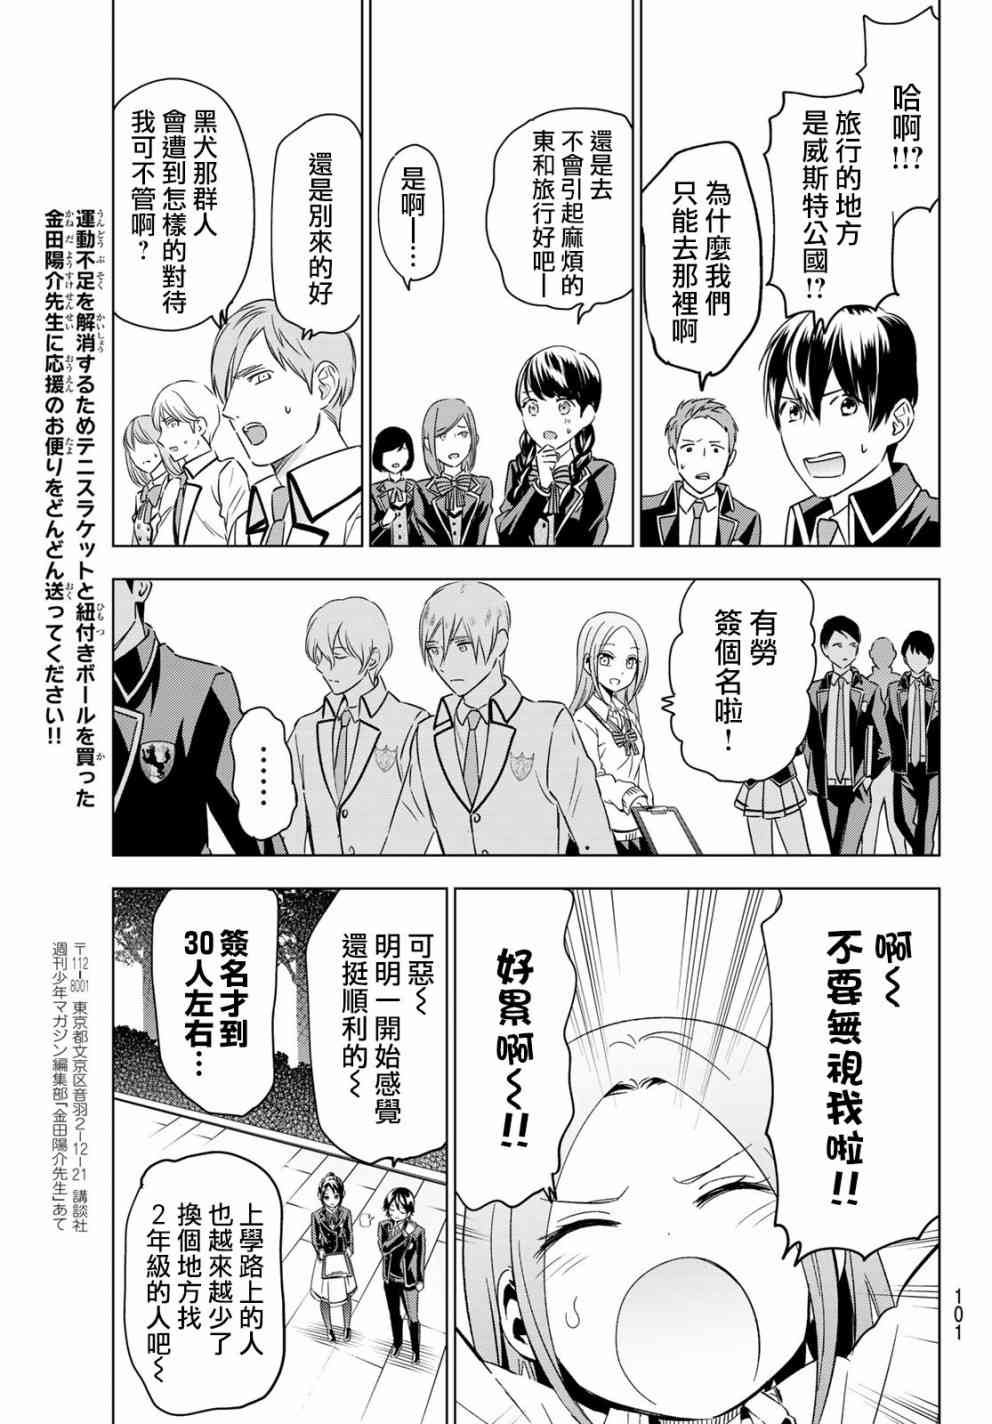 哈啊!!?
旅行的地方
是威斯特公國!?
為什麼我們
只能去那裡啊
還是去
不會引起麻煩的
東和旅行好吧—
是
啊—…
還是別來的好
黑犬那群人
會遭到怎樣的對待
我可不管啊?
有勞
簽個名啦!
……
啊~
不要無視我啦!!
好累啊~!!
可惡~
明明一開始感覺
還挺順利的~
簽名才到
30人左右…
上學路上的人
也越來越少了
換個地方找
2年級的人吧~
運動不足を解消するためテニスラケットと紐付きボールを買った
金田陽介先生に応援のお便りをどんどん送ってください!!
〒112-8001 東京都文京区音羽2-12-21 講談社
週刊少年マガジン編集部「金田陽介先生」あて
101